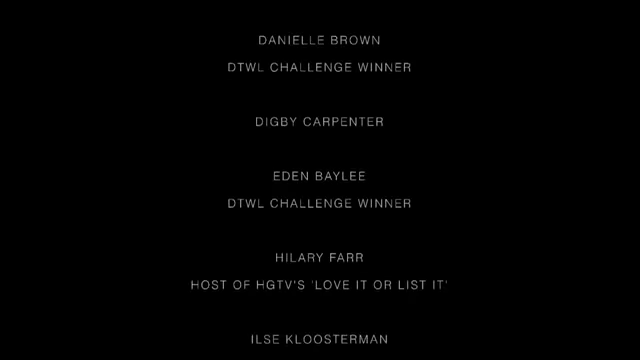 DANIELLE BROWN
DTWL CHALLENGE WINNER
DIGBY CARPENTER
EDEN BAYLEE
DTWL CHALLENGE WINNER
HILARY FARR
HOST OF HGTV'S 'LOVE IT OR LIST IT'
ILSE KLOOSTERMAN